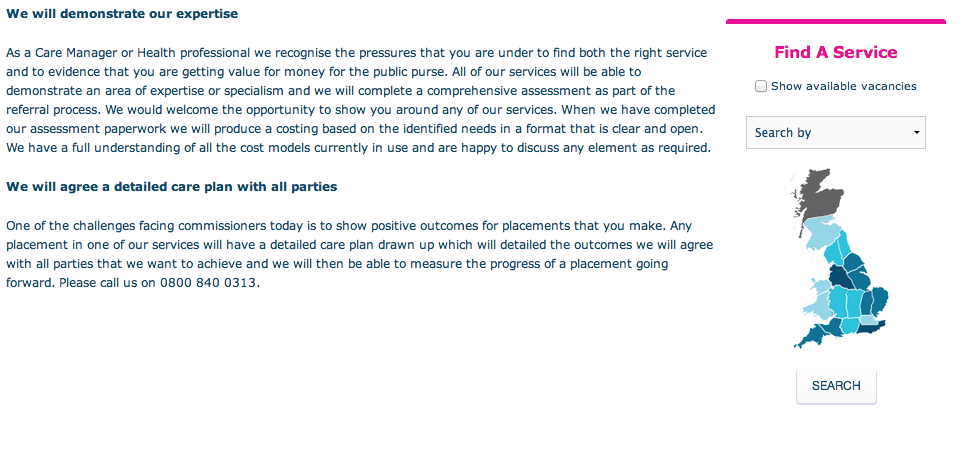 We will demonstrate our expertise
As a Care Manager or Health professional we recognise the pressures that you are under to find both the right service
and to evidence that you are getting value for money for the public purse. All of our services will be able to
demonstrate an area of expertise or specialism and we will complete a comprehensive assessment as part of the
referral process. We would welcome the opportunity to show you around any of our services. When we have completed
our assessment paperwork we will produce a costing based on the identified needs in a format that is clear and open.
We have a full understanding of all the cost models currently in use and are happy to discuss any element as required.
We will agree a detailed care plan with all parties
One of the challenges facing commissioners today is to show positive outcomes for placements that you make. Any
placement in one of our services will have a detailed care plan drawn up which will detailed the outcomes we will agree
with all parties that we want to achieve and we will then be able to measure the progress of a placement going
forward. Please call us on 0800 840 0313.
Find A Service
Show available vacancies
Search by
SEARCH